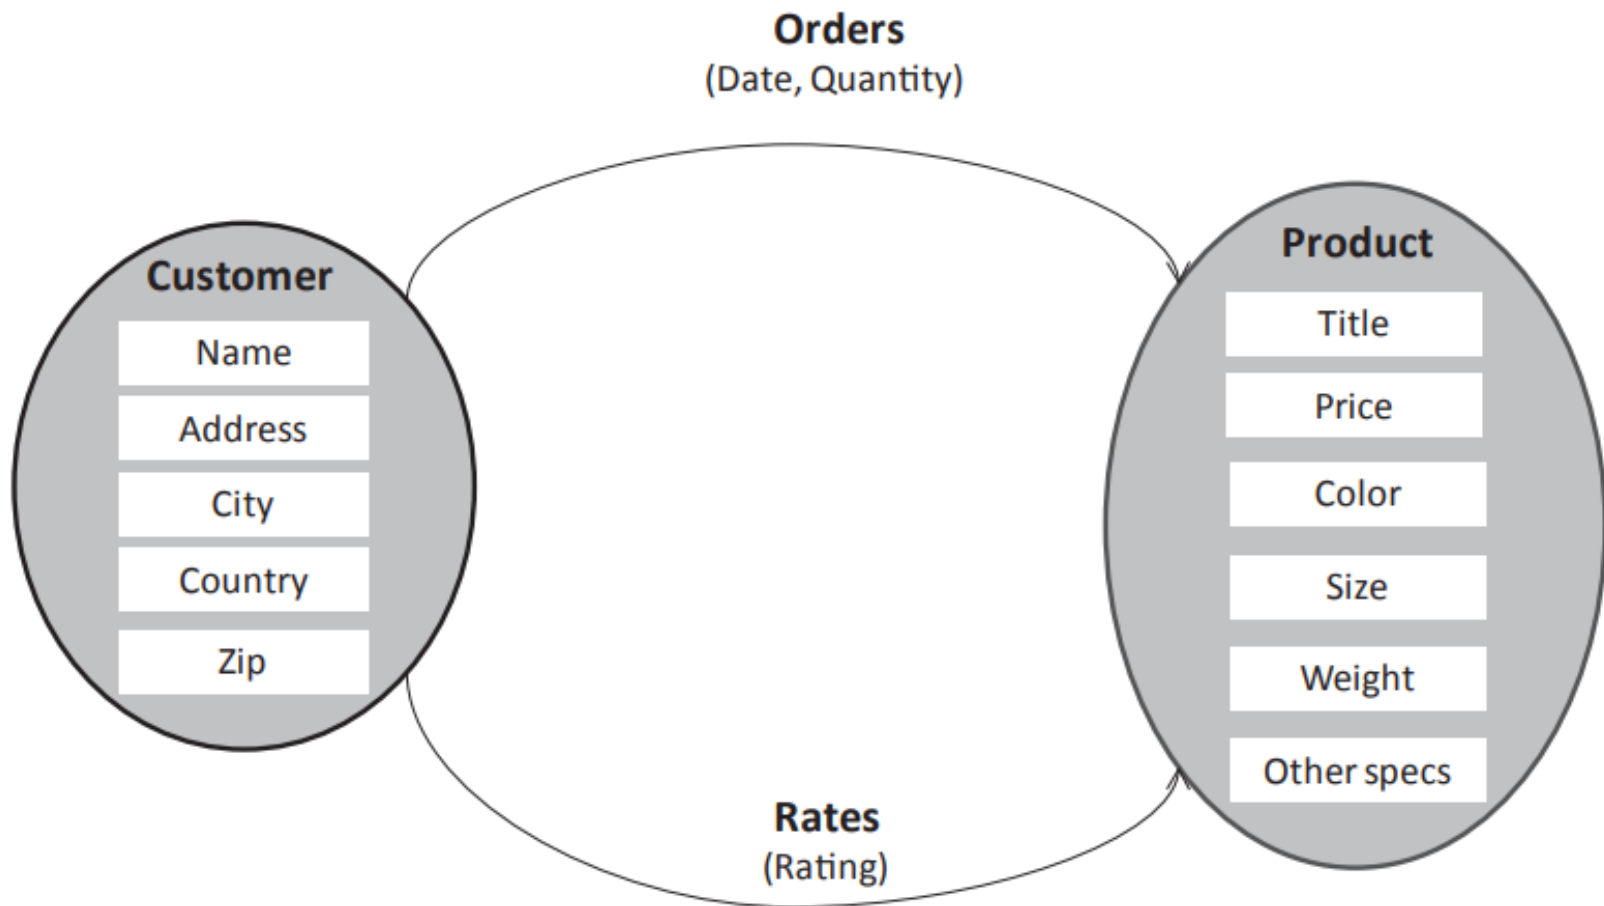 Orders
(Date, Quantity)
Customer
Name
Address
City
Country
Zip
Product
Title
Price
Color
Size
Weight
Other specs
Rates
(Rating)